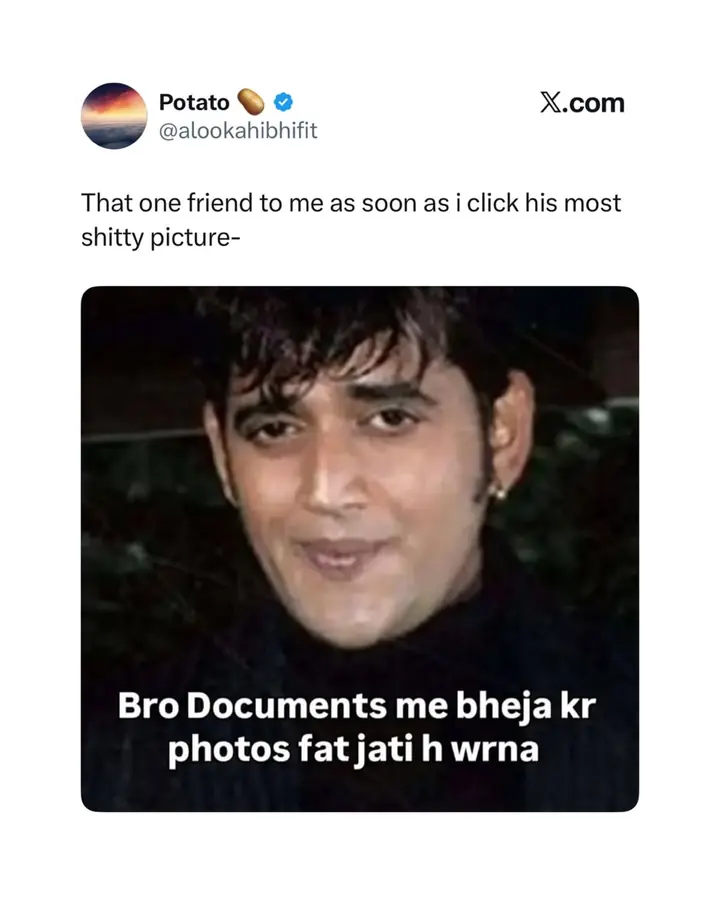 Potato 🥔
X.com
@alookahibhifit
That one friend to me as soon as i click his most
shitty picture-
Bro Documents me bheja kr
photos fat jati h wrna